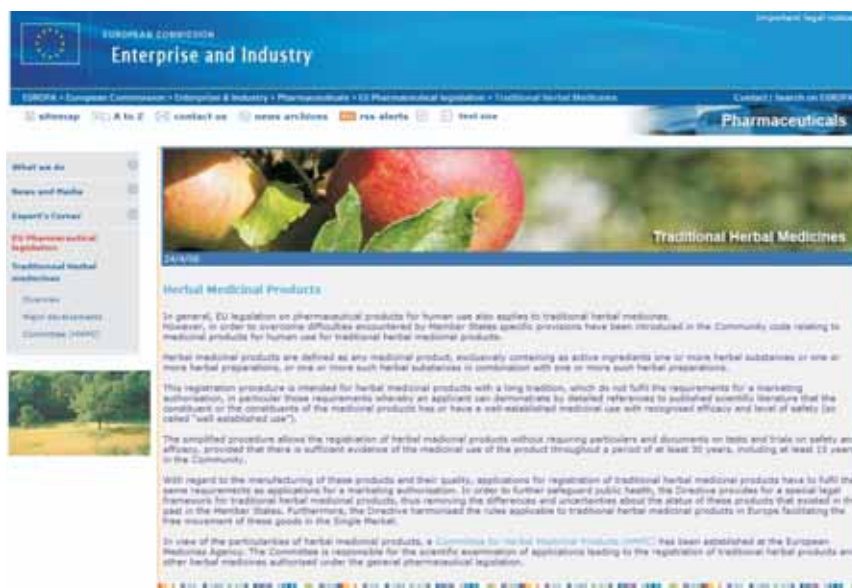 Important legal notice
EUROPEAN COMMISSION
Enterprise and Industry
EUROPA > European Commission > Enterprise & Industry > Pharmaceuticals > EU Pharmaceutical legislation > Traditional Herbal Medicines
Contact | Search on EUROPA
sitemap A to Z contact us news archives rss alerts text size
Pharmaceuticals
What we do
News and Media
Expert's Corner
EU Pharmaceutical
legislation
Traditional Herbal
medicines
Overview
Major developments
Committee (HMPC)
Traditional Herbal Medicines
Herbal Medicinal Products
In general, EU legislation on pharmaceutical products for human use also applies to traditional herbal medicines.
However, in order to overcome difficulties encountered by Member States specific provisions have been introduced in the Community code relating to
medicinal products for human use for traditional herbal medicinal products.
Herbal medicinal products are defined as any medicinal product, exclusively containing as active ingredients one or more herbal substances or one or
more herbal preparations, or one or more such herbal substances in combination with one or more such herbal preparations.
This registration procedure is intended for herbal medicinal products with a long tradition, which do not fulfil the requirements for a marketing
authorisation, in particular those requirements whereby an applicant can demonstrate by detailed references to published scientific literature that the
constituent or the constituents of the medicinal products has or have a well-established medicinal use with recognised efficacy and level of safety (so
called "well established use").
The simplified procedure allows the registration of herbal medicinal products without requiring particulars and documents on tests and trials on safety and
efficacy, provided that there is sufficient evidence of the medicinal use of the product throughout a period of at least 30 years, including at least 15 years
in the Community.
With regard to the manufacturing of these products and their quality, applications for registration of traditional herbal medicinal products have to fulfil the
same requirements as applications for a marketing authorisation. In order to further safeguard public health, the Directive provides for a special legal
framework for traditional herbal medicinal products, thus removing the differences and uncertainties about the status of these products that existed in the
past in the Member States. Furthermore, the Directive harmonised the rules applicable to traditional herbal medicinal products in Europe facilitating the
free movement of these goods in the Single Market.
In view of the particularities of herbal medicinal products, a Committee for Herbal Medicinal Products (HMPC) has been established at the European
Medicines Agency. The Committee is responsible for the scientific examination of applications leading to the registration of traditional herbal products and
other herbal medicines authorised under the general pharmaceutical legislation.